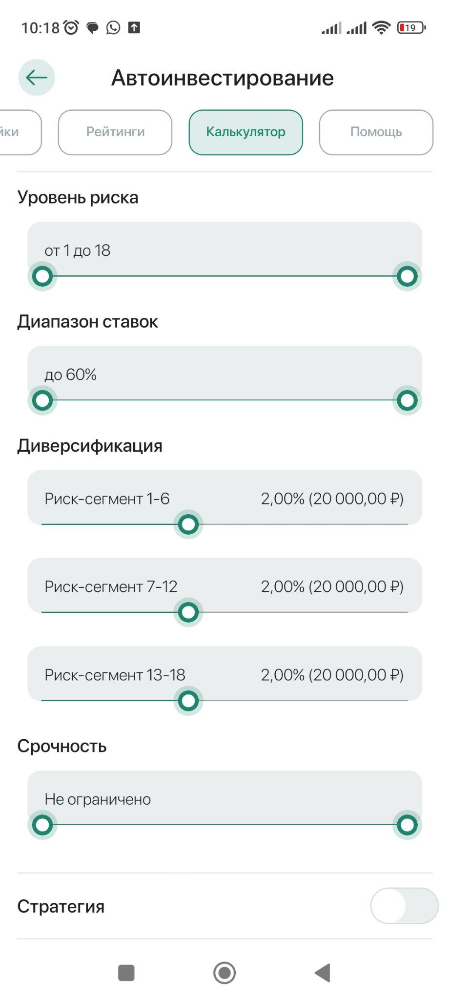 10:18
19
Автоинвестирование
йки Рейтинги Калькулятор Помощь
Уровень риска
от 1 до 18
Диапазон ставок
до 60%
Диверсификация
Риск-сегмент 1-6 2,00% (20 000,00 ₽)
Риск-сегмент 7-12 2,00% (20 000,00 ₽)
Риск-сегмент 13-18 2,00% (20 000,00 ₽)
Срочность
Не ограничено
Стратегия